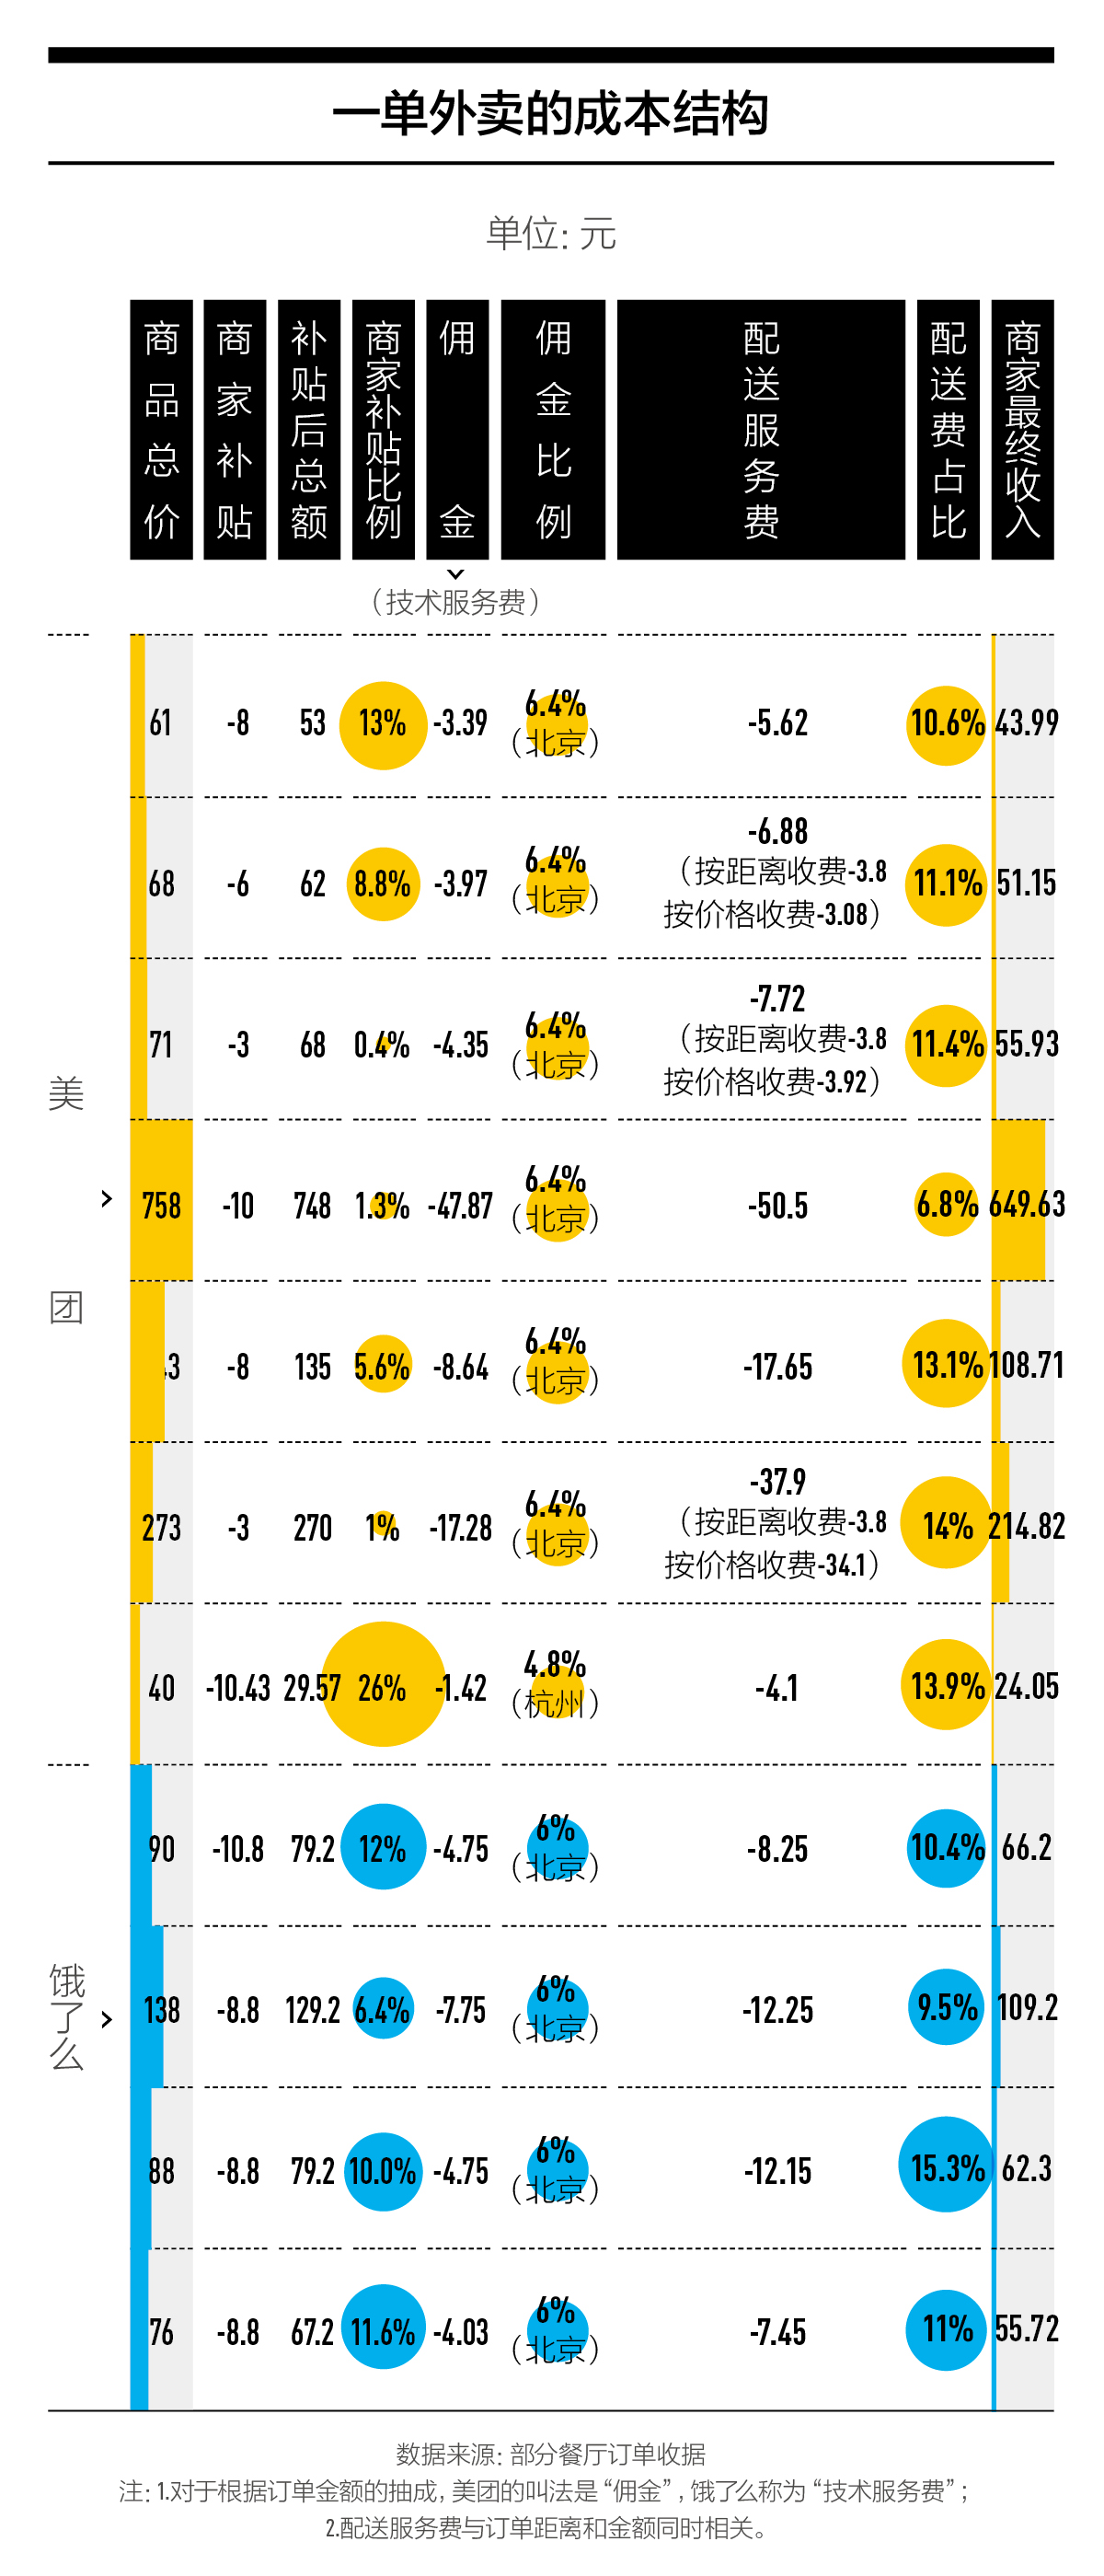 一单外卖的成本结构
单位: 元
商品总价 商家补贴 补贴后总额 商家补贴比例 佣金 佣金比例 配送服务费 配送费占比 商家最终收入
（技术服务费）
美团
61 -8 53 13% -3.39 6.4%（北京） -5.62 10.6% 43.99
68 -6 62 8.8% -3.97 6.4%（北京） -6.88（按距离收费-3.8 按价格收费-3.08） 11.1% 51.15
71 -3 68 0.4% -4.35 6.4%（北京） -7.72（按距离收费-3.8 按价格收费-3.92） 11.4% 55.93
758 -10 748 1.3% -47.87 6.4%（北京） -50.5 6.8% 649.63
3 -8 135 5.6% -8.64 6.4%（北京） -17.65 13.1% 108.71
273 -3 270 1% -17.28 6.4%（北京） -37.9（按距离收费-3.8 按价格收费-34.1） 14% 214.82
40 -10.43 29.57 26% -1.42 4.8%（杭州） -4.1 13.9% 24.05
饿了么
90 -10.8 79.2 12% -4.75 6%（北京） -8.25 10.4% 66.2
138 -8.8 129.2 6.4% -7.75 6%（北京） -12.25 9.5% 109.2
88 -8.8 79.2 10.0% -4.75 6%（北京） -12.15 15.3% 62.3
76 -8.8 67.2 11.6% -4.03 6%（北京） -7.45 11% 55.72
数据来源: 部分餐厅订单收据
注: 1.对于根据订单金额的抽成, 美团的叫法是“佣金”, 饿了么称为“技术服务费”;
2.配送服务费与订单距离和金额同时相关。